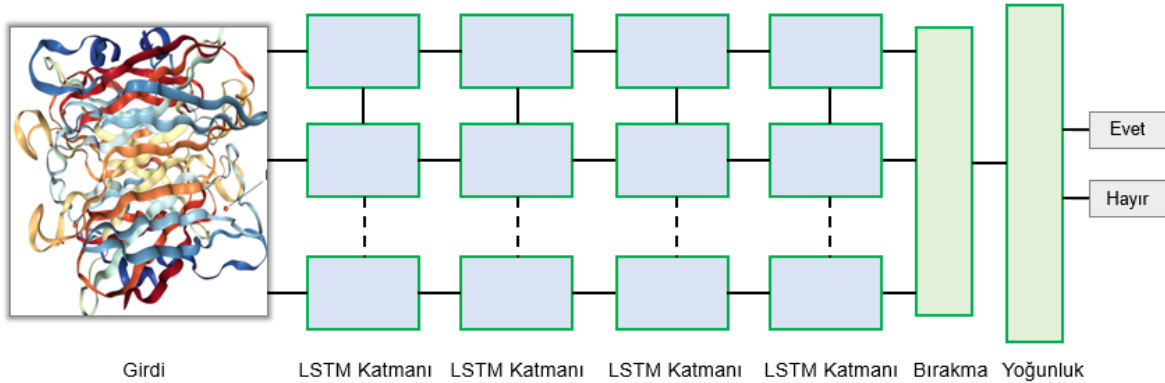 Evet
Hayır
Girdi
LSTM Katmanı
LSTM Katmanı
LSTM Katmanı
LSTM Katmanı
Bırakma
Yoğunluk